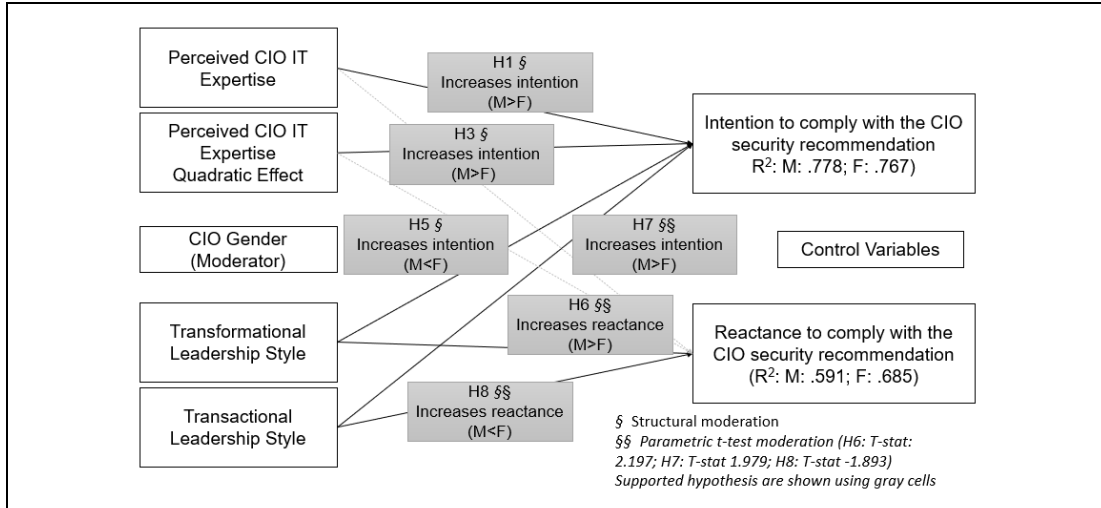 Perceived CIO IT
Expertise
H1 §
Increases intention
(M>F)
Perceived CIO IT
Expertise
Quadratic Effect
H3 §
Increases intention
(M>F)
Intention to comply with the CIO
security recommendation
R²: M: .778; F: .767)
CIO Gender
(Moderator)
H5 §
Increases intention
(M<F)
H7 §§
Increases intention
(M>F)
Control Variables
Transformational
Leadership Style
H6 §§
Increases reactance
(M>F)
Reactance to comply with the
CIO security recommendation
(R²: M: .591; F: .685)
Transactional
Leadership Style
H8 §§
Increases reactance
(M<F)
§ Structural moderation
§§ Parametric t-test moderation (H6: T-stat:
2.197; H7: T-stat 1.979; H8: T-stat -1.893)
Supported hypothesis are shown using gray cells